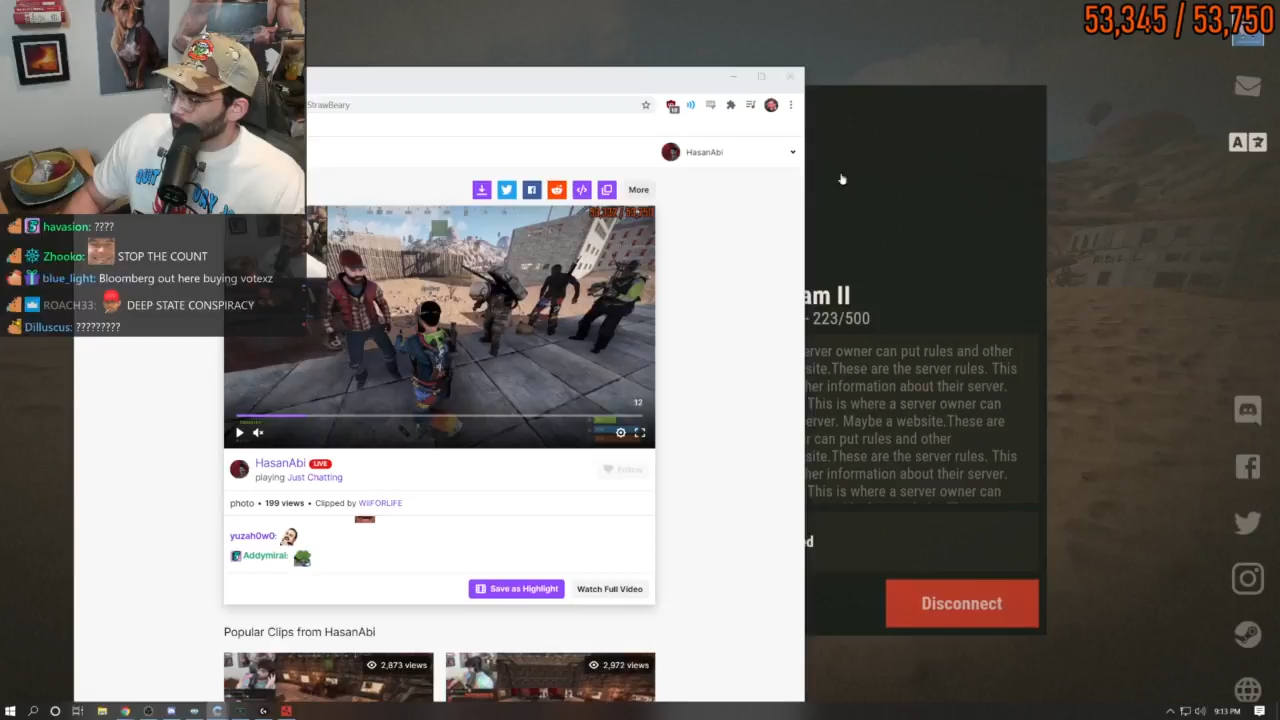 53,345 / 53,750
StrawBeary
HasanAbi
More
havasion: ????
Zhooko: STOP THE COUNT
blue_light: Bloomberg out here buying votexz
ROACH33: DEEP STATE CONSPIRACY
Dilluscus: ?????????
12
HasanAbi LIVE
playing Just Chatting
Follow
photo • 199 views • Clipped by WiiFORLIFE
yuzah0w0:
Addymiral:
Save as Highlight
Watch Full Video
Popular Clips from HasanAbi
2,873 views
2,972 views
am II
- 223/500
erver owner can put rules and other
site.These are the server rules. This
her information about their server.
This is where a server owner can
erver. Maybe a website.These are
r can put rules and other
site.These are the server rules. This
her information about their server.
This is where a server owner can
ed
Disconnect
A
9:13 PM